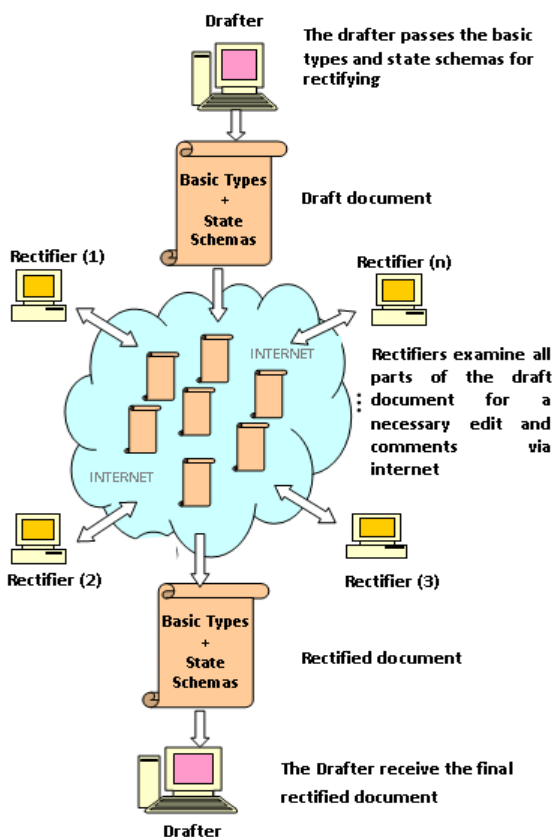 Drafter
The drafter passes the basic
types and state schemas for
rectifying
Basic Types
+
State
Schemas
Draft document
Rectifier (1)
Rectifier (n)
INTERNET
Rectifiers examine all
parts of the draft
document for a
necessary edit and
comments via
internet
INTERNET
Rectifier (2)
Rectifier (3)
Basic Types
+
State
Schemas
Rectified document
The Drafter receive the final
rectified document
Drafter